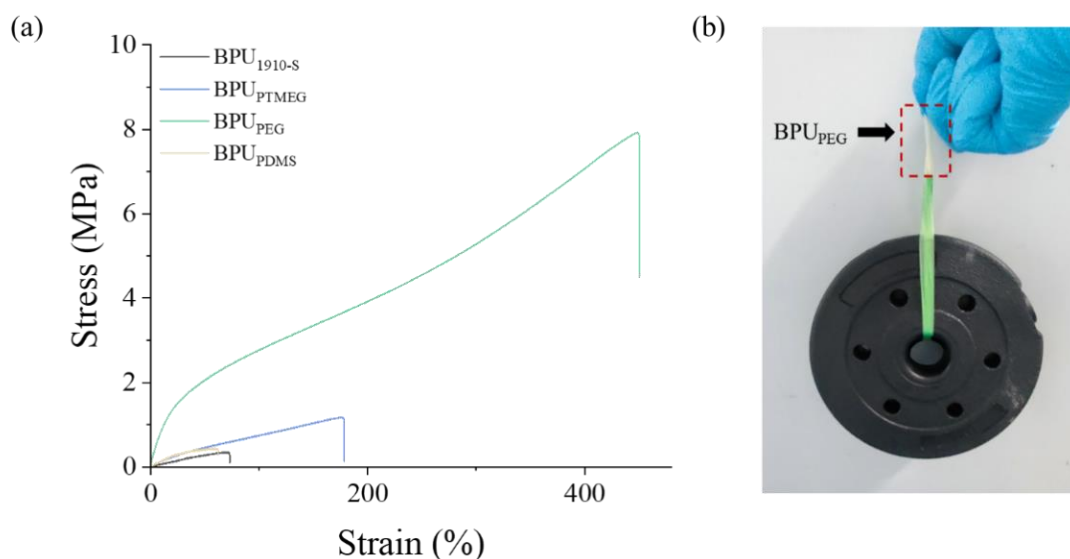 (a)
10
8
6
4
2
0
0
200
400
Stress (MPa)
Strain (%)
BPU1910-S
BPUPTMEG
BPUPEG
BPUPDMS
(b)
BPUPEG